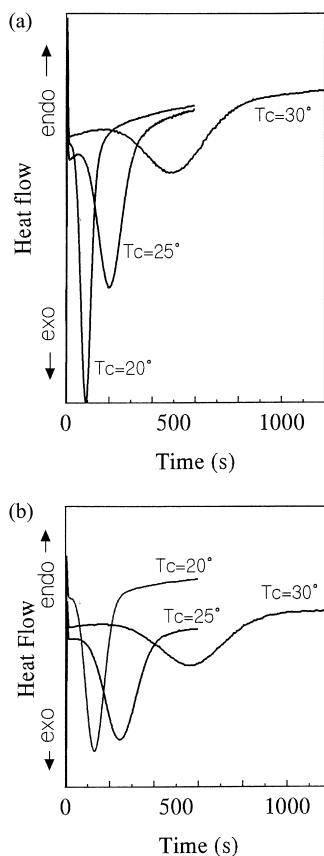 (a)
Heat flow
← exo
endo →
Tc=30°
Tc=25°
Tc=20°
0 500 1000
Time (s)
(b)
Heat Flow
← exo
endo →
Tc=20°
Tc=30°
Tc=25°
0 500 1000
Time (s)